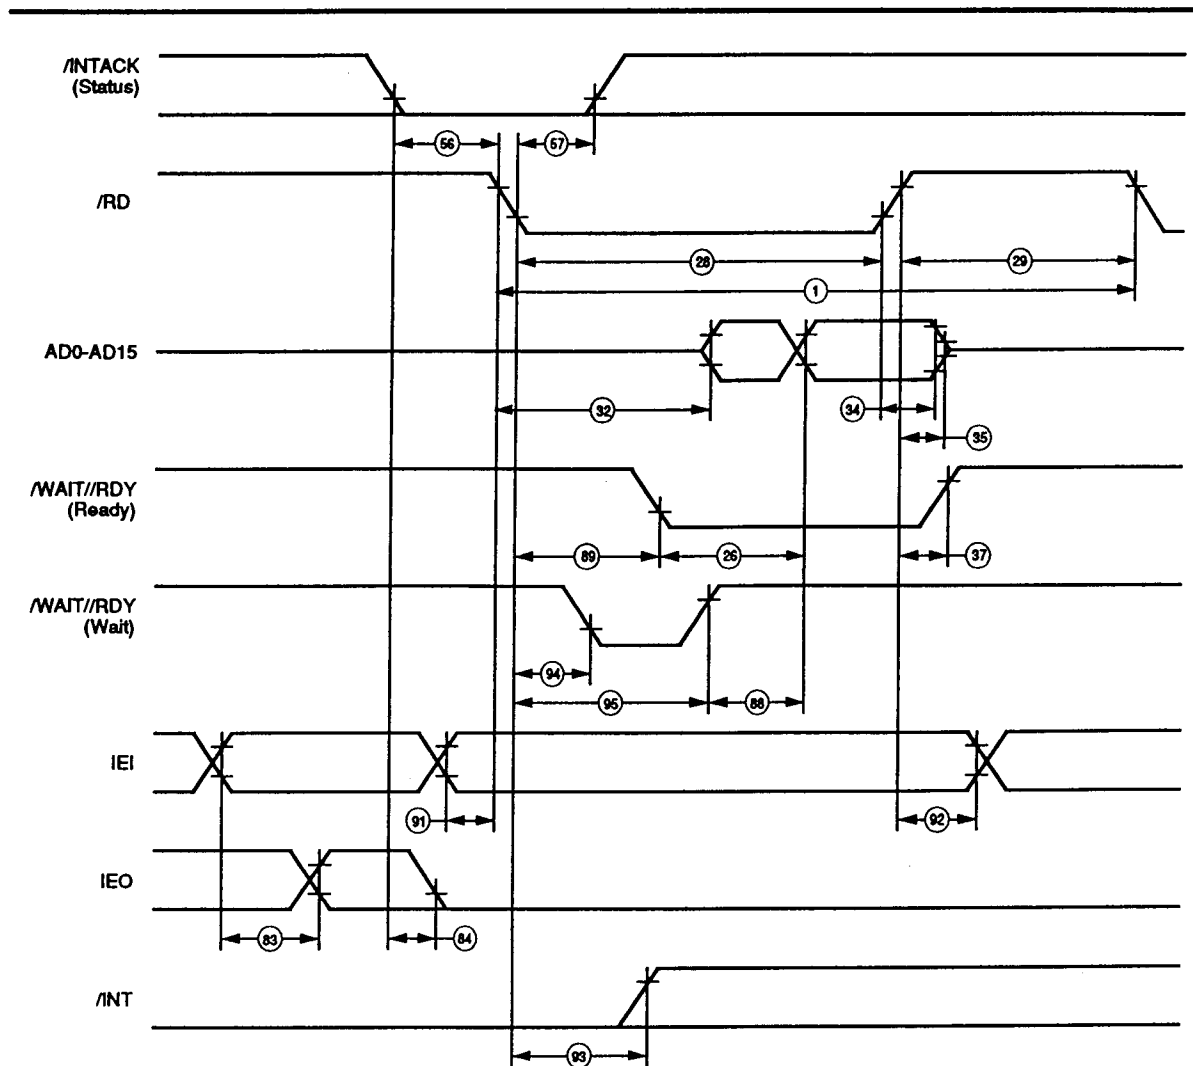 /INTACK
(Status)
56
57
/RD
28
29
1
AD0-AD15
32
34
35
/WAIT//RDY
(Ready)
89
26
37
/WAIT//RDY
(Wait)
94
95
88
IEI
91
92
IEO
83
84
/INT
93